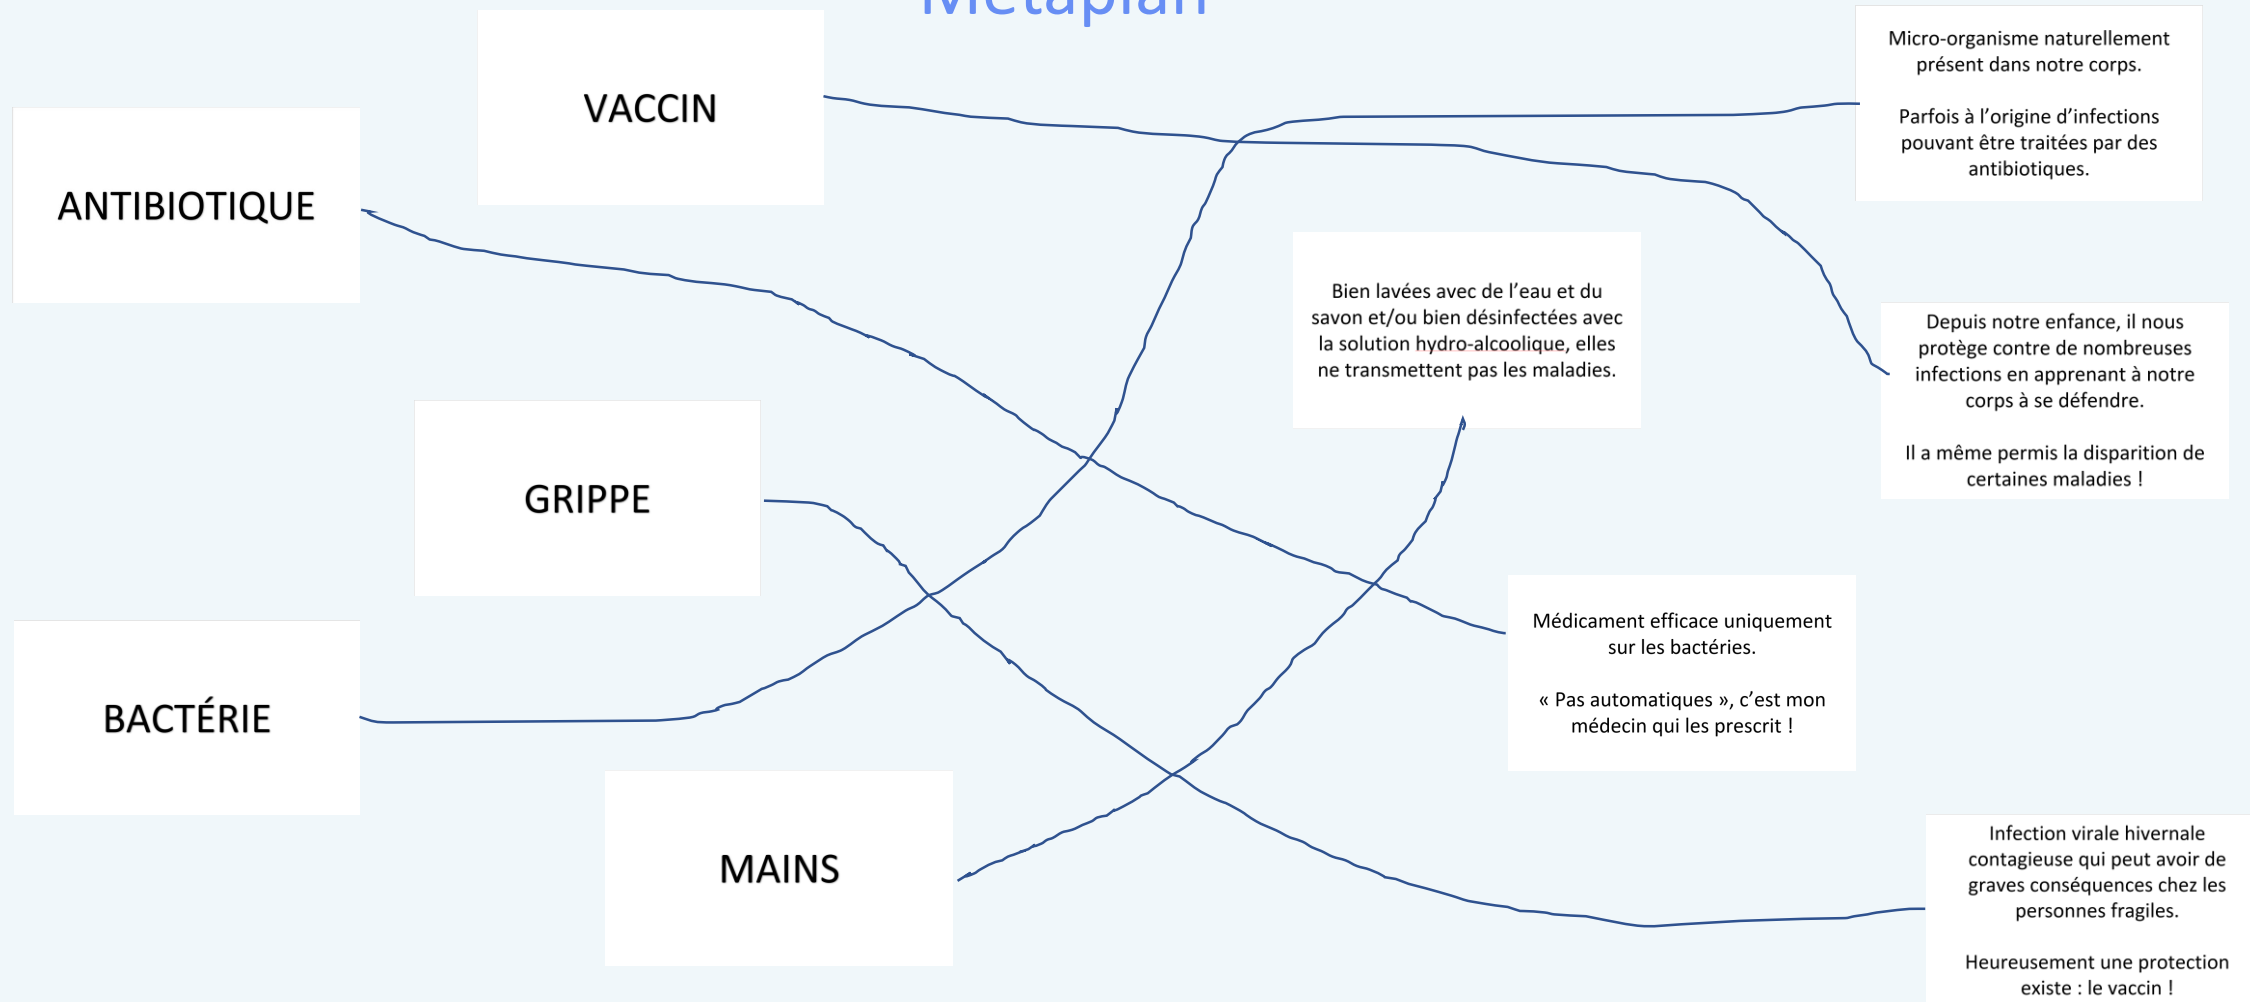 Métaplan
VACCIN
ANTIBIOTIQUE
GRIPPE
BACTÉRIE
MAINS
Micro-organisme naturellement
présent dans notre corps.
Parfois à l’origine d’infections
pouvant être traitées par des
antibiotiques.
Bien lavées avec de l’eau et du
savon et/ou bien désinfectées avec
la solution hydro-alcoolique, elles
ne transmettent pas les maladies.
Depuis notre enfance, il nous
protège contre de nombreuses
infections en apprenant à notre
corps à se défendre.
Il a même permis la disparition de
certaines maladies !
Médicament efficace uniquement
sur les bactéries.
« Pas automatiques », c’est mon
médecin qui les prescrit !
Infection virale hivernale
contagieuse qui peut avoir de
graves conséquences chez les
personnes fragiles.
Heureusement une protection
existe : le vaccin !